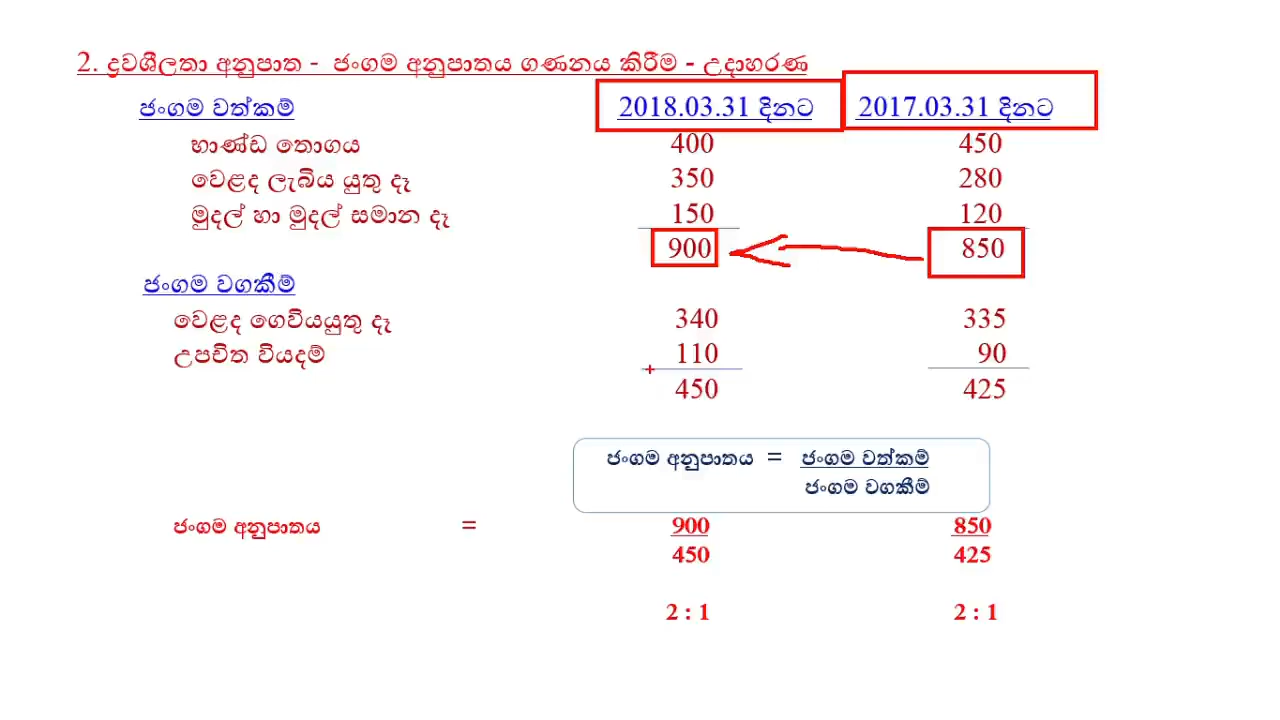 2. ද්‍රවශීලතා අනුපාත - ජංගම අනුපාතය ගණනය කිරීම - උදාහරණ
ජංගම වත්කම් 2018.03.31 දිනට 2017.03.31 දිනට
භාණ්ඩ තොගය 400 450
වෙළද ලැබිය යුතු දෑ 350 280
මුදල් හා මුදල් සමාන දෑ 150 120
900 850
ජංගම වගකීම්
වෙළද ගෙවියයුතු දෑ 340 335
උපචිත වියදම් 110 90
450 425
ජංගම අනුපාතය = ජංගම වත්කම්
ජංගම වගකීම්
ජංගම අනුපාතය = 900 850
450 425
2 : 1 2 : 1